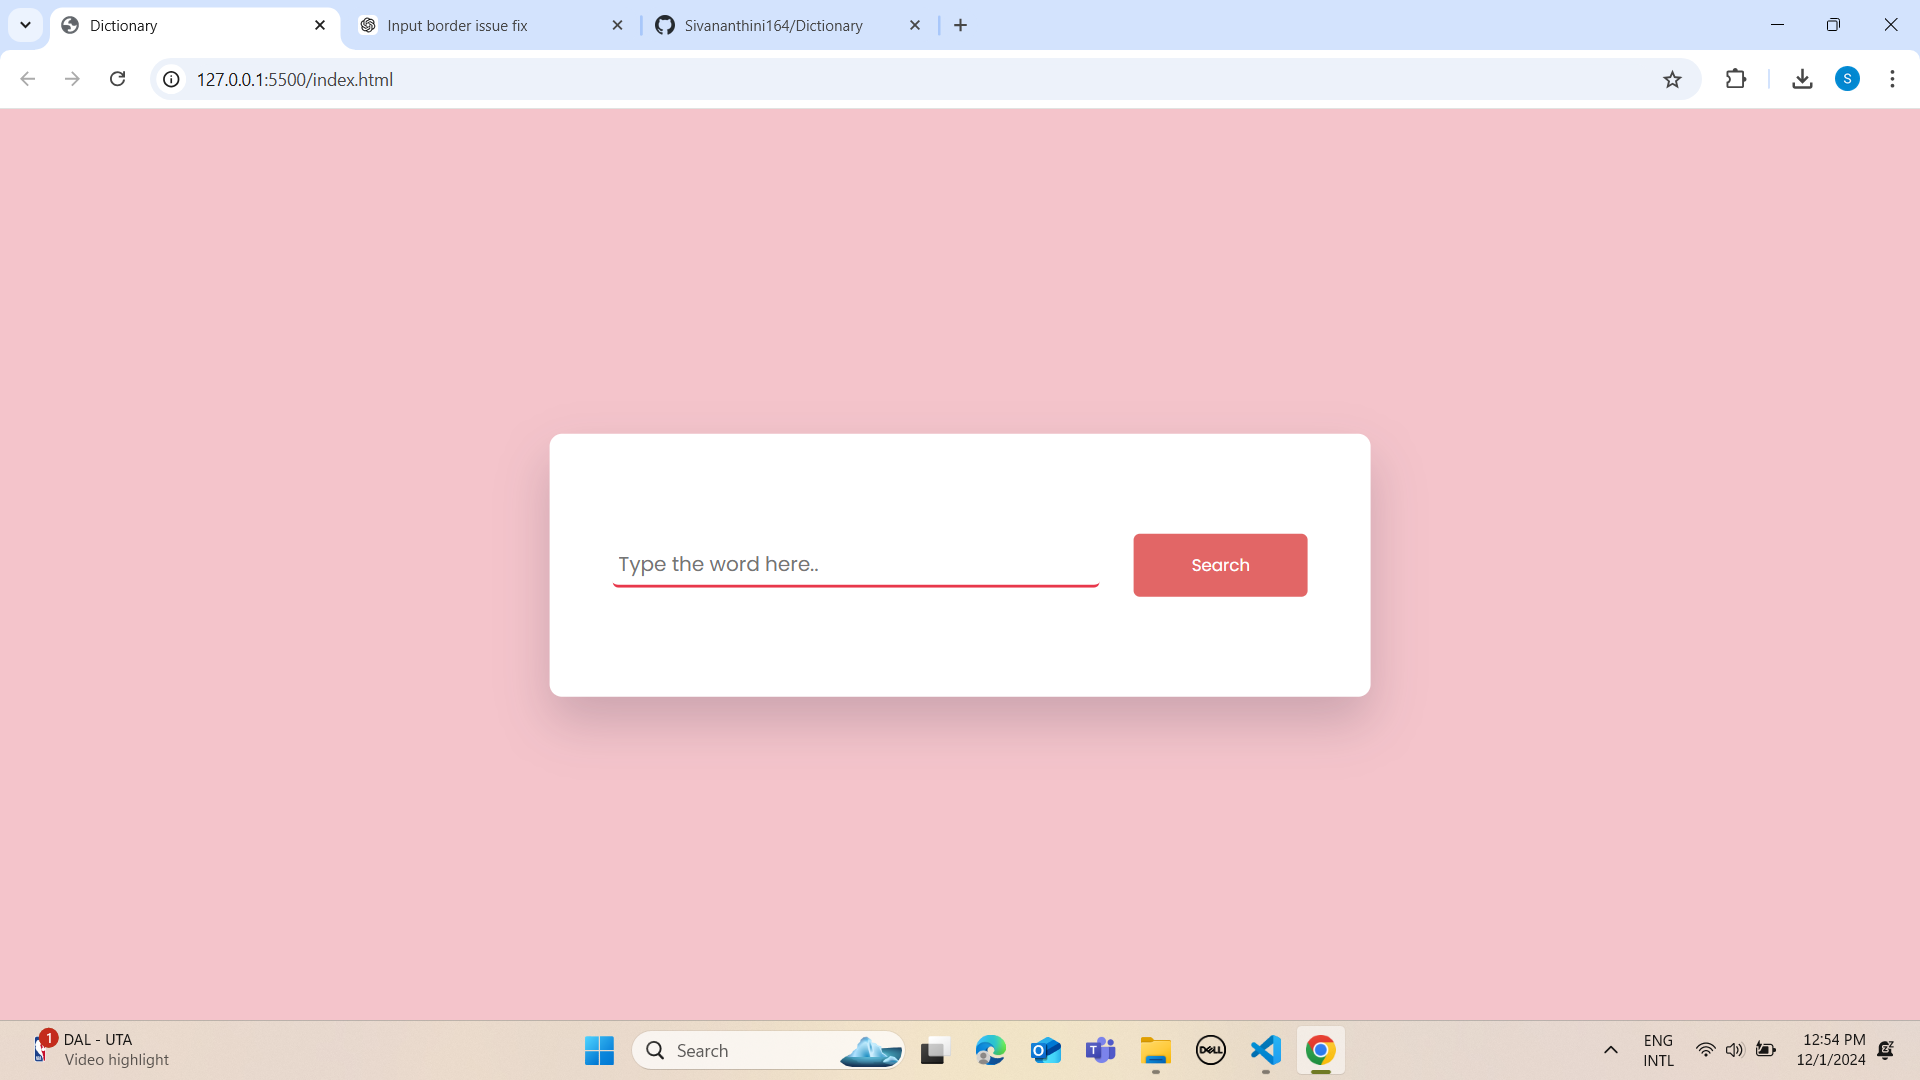 Dictionary
Input border issue fix
Sivananthini164/Dictionary
127.0.0.1:5500/index.html
S
Type the word here..
Search
1
DAL - UTA
Video highlight
Search
DELL
ENG
INTL
12:54 PM
12/1/2024